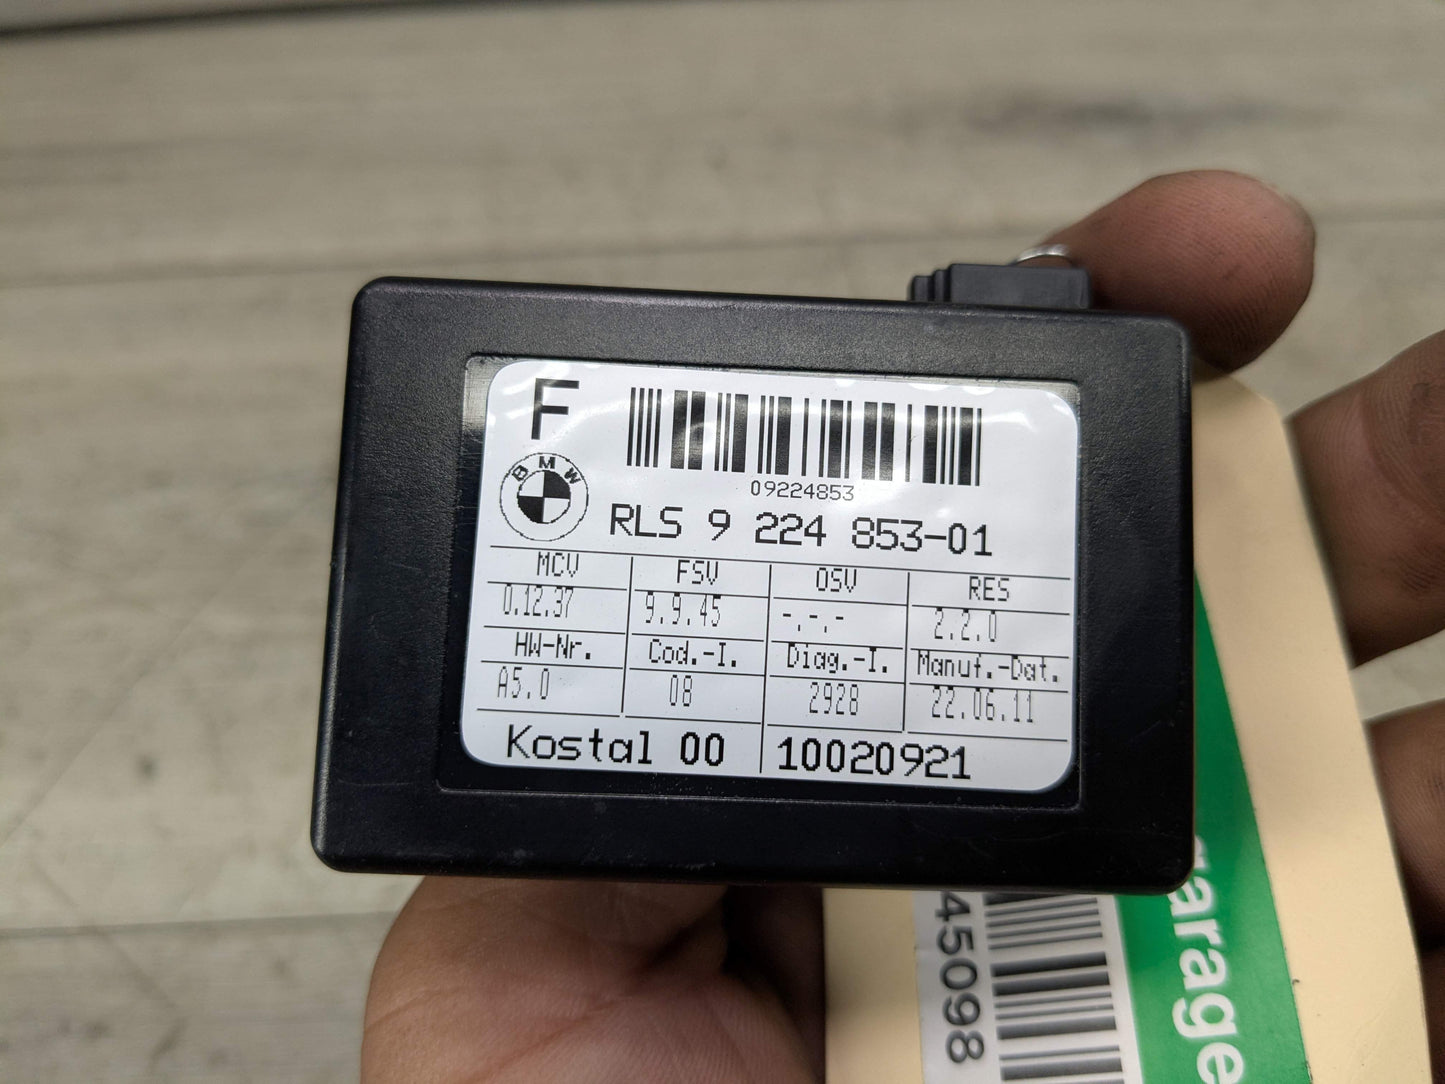 F
BMW
09224853
RLS 9 224 853-01
MCV FSV OSV RES
0.12.37 9.9.45 -.-.- 2.2.0
HW-Nr. Cod.-I. Diag.-I. Manuf.-Dat.
A5.0 08 2928 22.06.11
Kostal 00 10020921
45098
garage